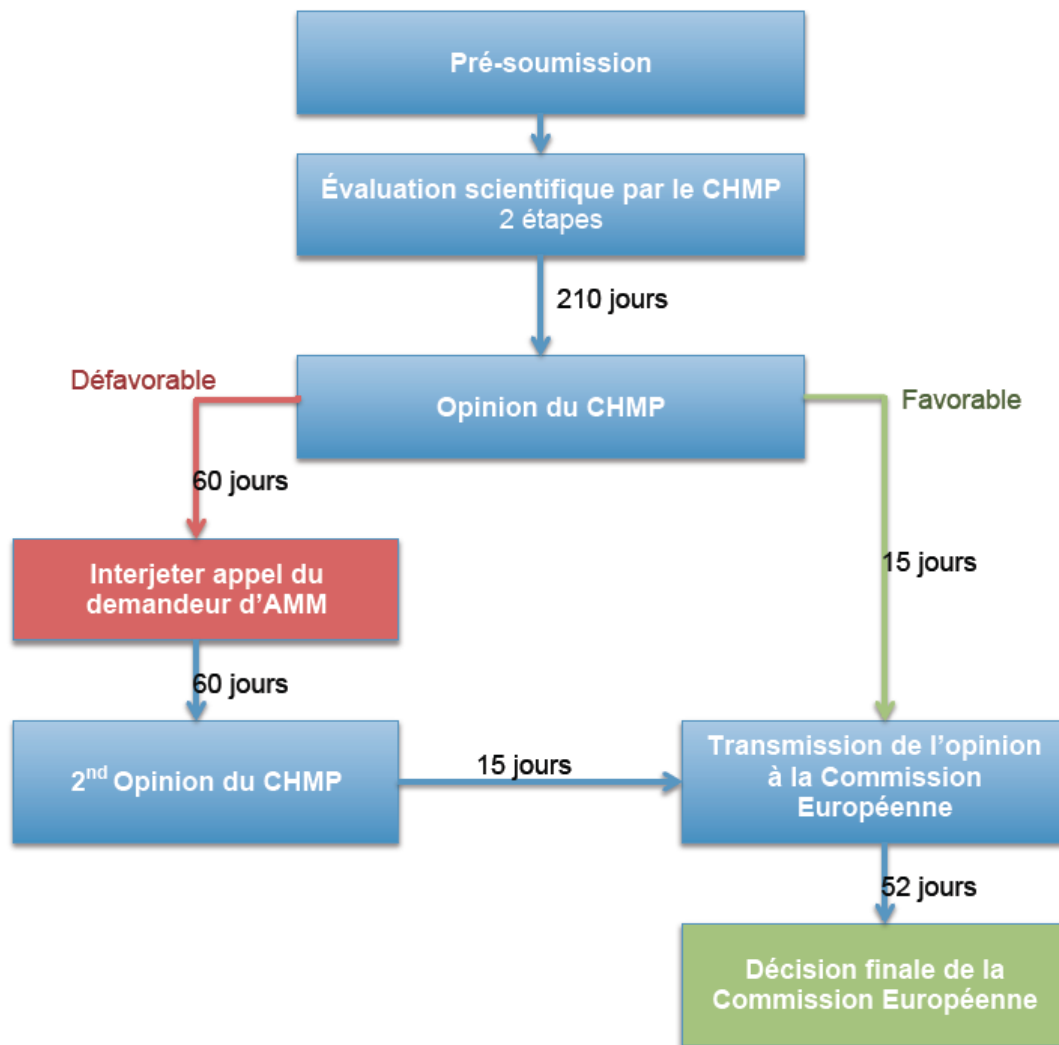 Pré-soumission
Évaluation scientifique par le CHMP
2 étapes
210 jours
Défavorable
Opinion du CHMP
Favorable
60 jours
Interjeter appel du
demandeur d’AMM
15 jours
60 jours
2nd Opinion du CHMP
15 jours
Transmission de l’opinion
à la Commission
Européenne
52 jours
Décision finale de la
Commission Européenne